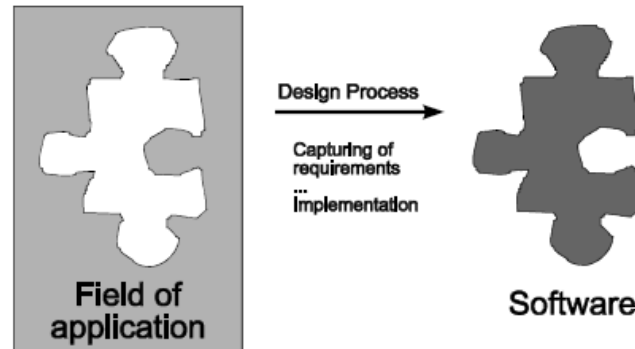 Design Process
Capturing of
requirements
...
Implementation
Field of
application
Software